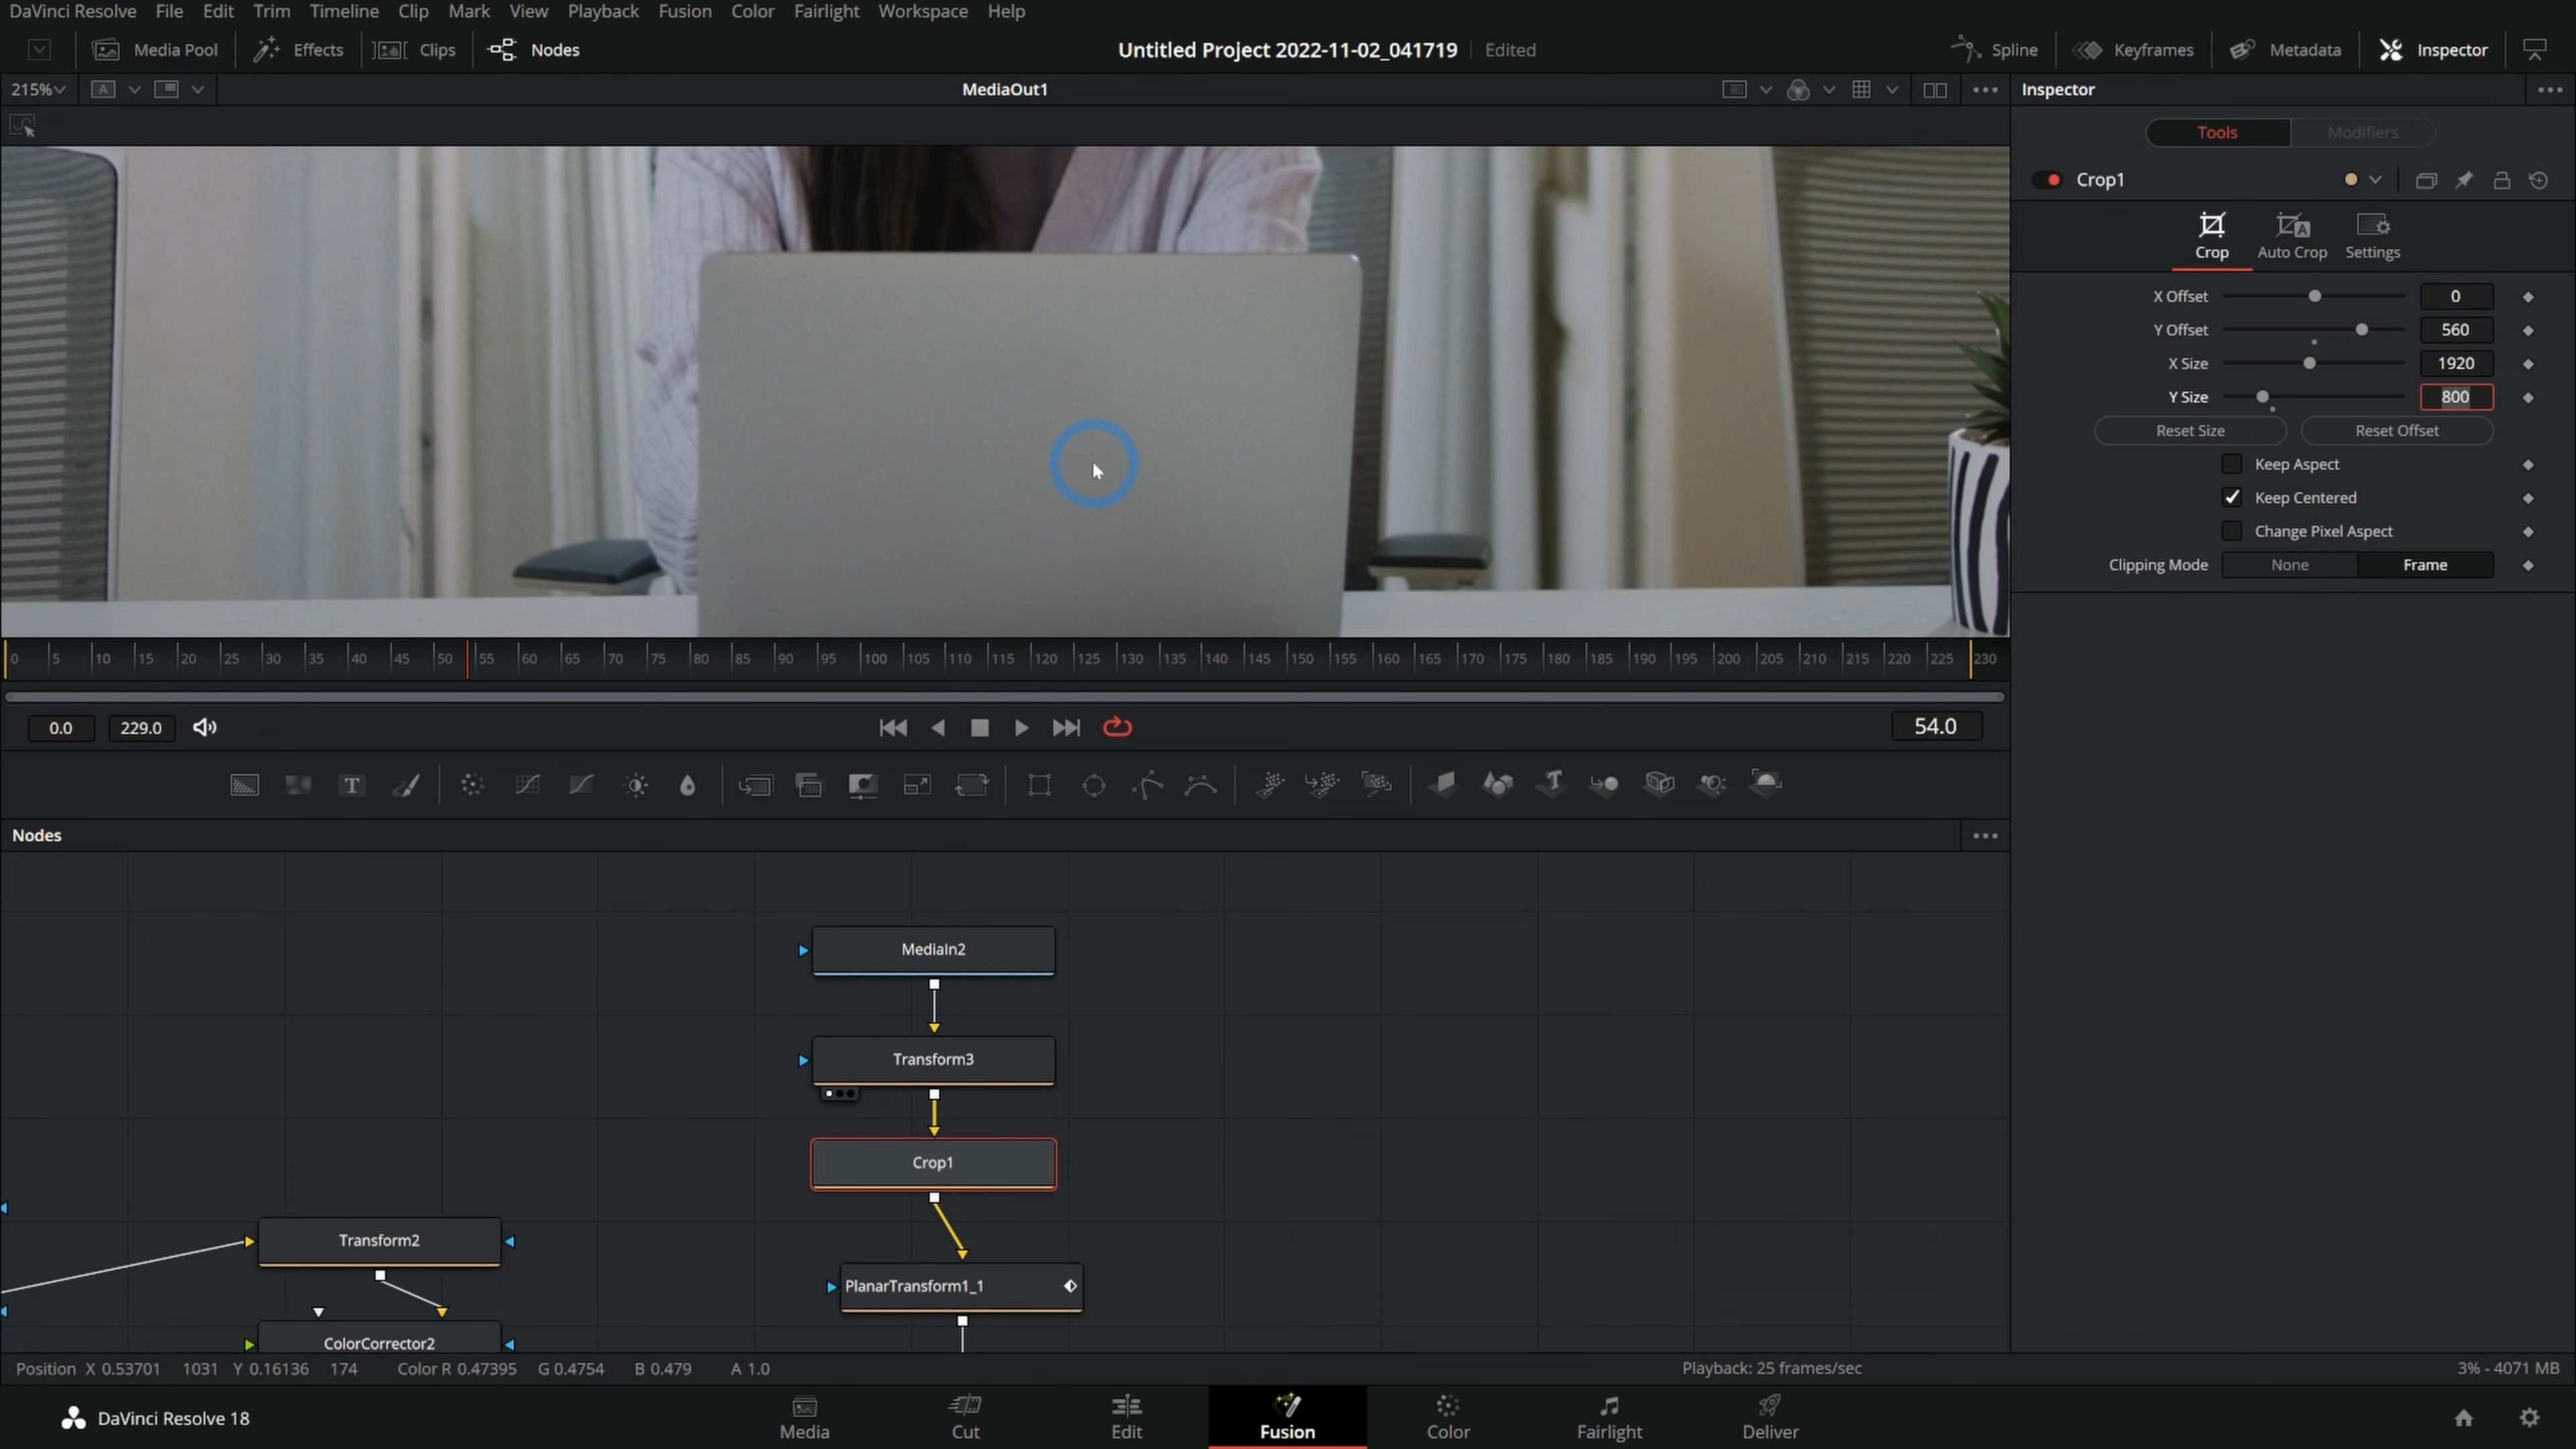 DaVinci Resolve File Edit Trim Timeline Clip Mark View Playback Fusion Color Fairlight Workspace Help
Media Pool Effects Clips Nodes Untitled Project 2022-11-02_041719 Edited Spline Keyframes Metadata Inspector
215% A MediaOut1 Inspector
Tools Modifiers
Crop1
Crop Auto Crop Settings
X Offset 0
Y Offset 560
X Size 1920
Y Size 800
Reset Size Reset Offset
Keep Aspect
Keep Centered
Change Pixel Aspect
Clipping Mode None Frame
0 5 10 15 20 25 30 35 40 45 50 55 60 65 70 75 80 85 90 95 100 105 110 115 120 125 130 135 140 145 150 155 160 165 170 175 180 185 190 195 200 205 210 215 220 225 230
0.0 229.0 54.0
Nodes
MediaIn2
Transform3
Crop1
Transform2
PlanarTransform1_1
ColorCorrector2
Position X 0.53701 1031 Y 0.16136 174 Color R 0.47395 G 0.4754 B 0.479 A 1.0 Playback: 25 frames/sec 3% - 4071 MB
DaVinci Resolve 18 Media Cut Edit Fusion Color Fairlight Deliver